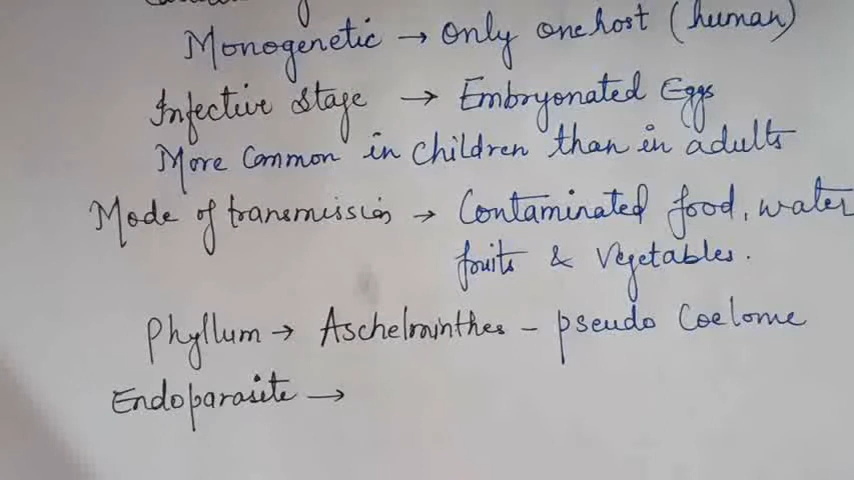 Monogenetic → Only one host (human)
Infective Stage → Embryonated Eggs
More Common in children than in adults
Mode of transmission → Contaminated food, water
fruits & Vegetables.
Phyllum → Aschelminthes - pseudo Coelome
Endoparasite →